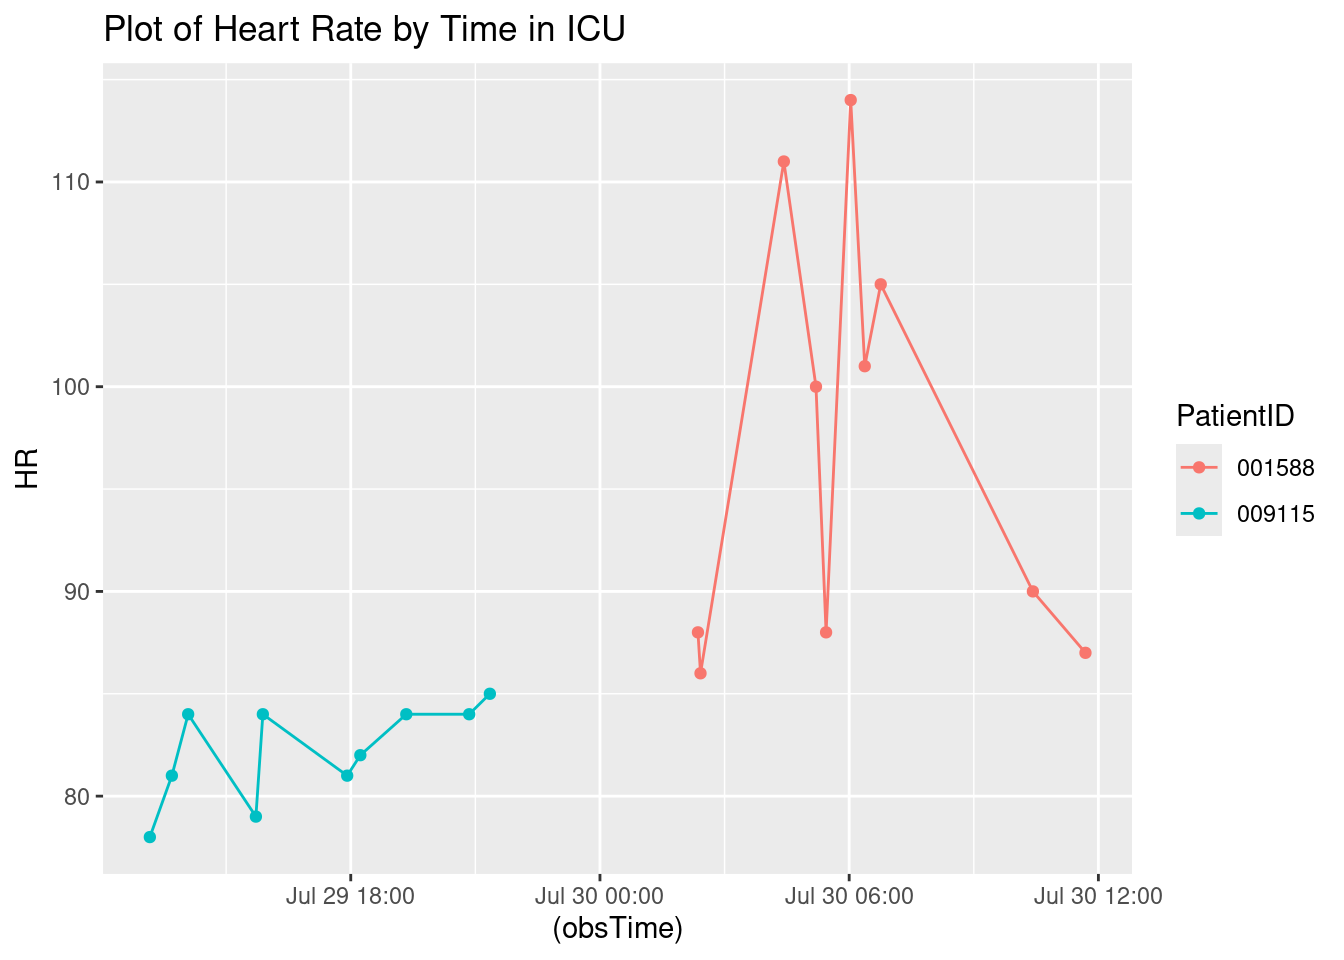 Plot of Heart Rate by Time in ICU
110
100
90
80
HR
Jul 29 18:00
Jul 30 00:00
Jul 30 06:00
Jul 30 12:00
(obsTime)
PatientID
001588
009115